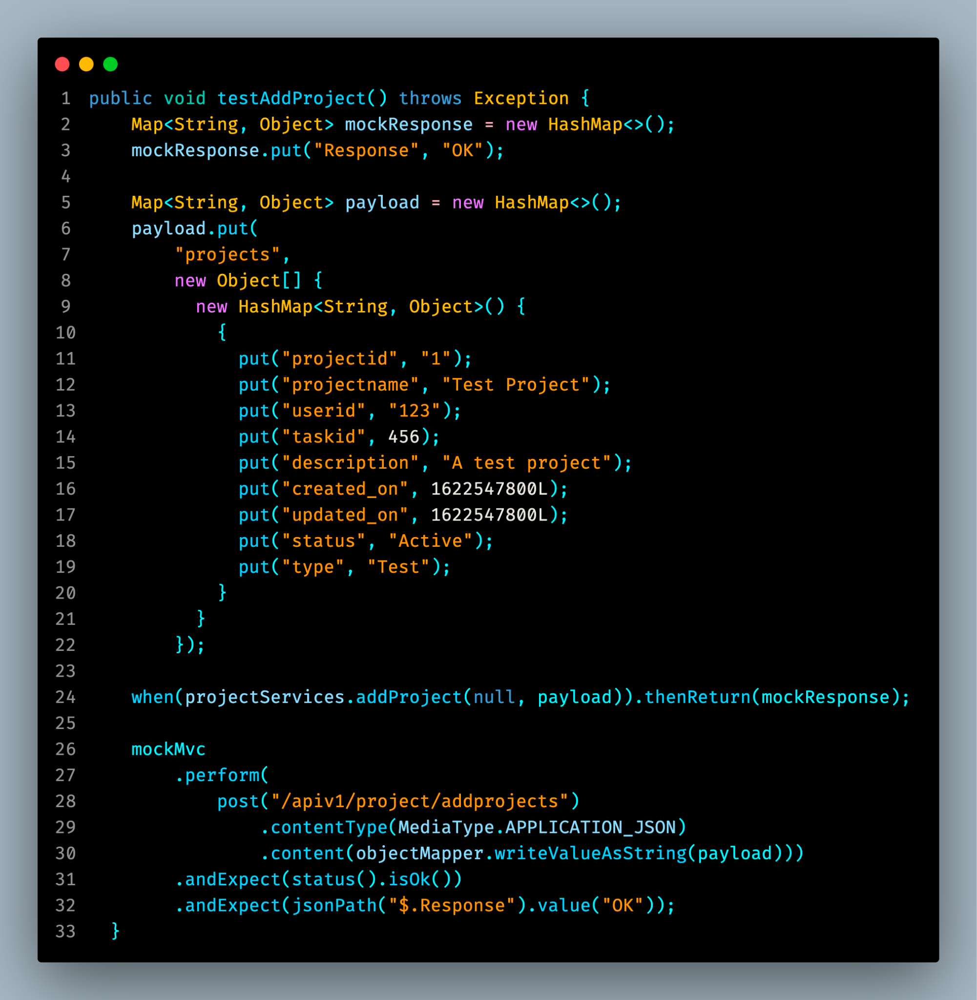 1 public void testAddProject() throws Exception {
2     Map<String, Object> mockResponse = new HashMap<>();
3     mockResponse.put("Response", "OK");
4
5     Map<String, Object> payload = new HashMap<>();
6     payload.put(
7         "projects",
8         new Object[] {
9           new HashMap<String, Object>() {
10             {
11               put("projectid", "1");
12               put("projectname", "Test Project");
13               put("userid", "123");
14               put("taskid", 456);
15               put("description", "A test project");
16               put("created_on", 1622547800L);
17               put("updated_on", 1622547800L);
18               put("status", "Active");
19               put("type", "Test");
20             }
21           }
22         });
23
24     when(projectServices.addProject(null, payload)).thenReturn(mockResponse);
25
26     mockMvc
27         .perform(
28             post("/apiv1/project/addprojects")
29                 .contentType(MediaType.APPLICATION_JSON)
30                 .content(objectMapper.writeValueAsString(payload)))
31         .andExpect(status().isOk())
32         .andExpect(jsonPath("$.Response").value("OK"));
33   }